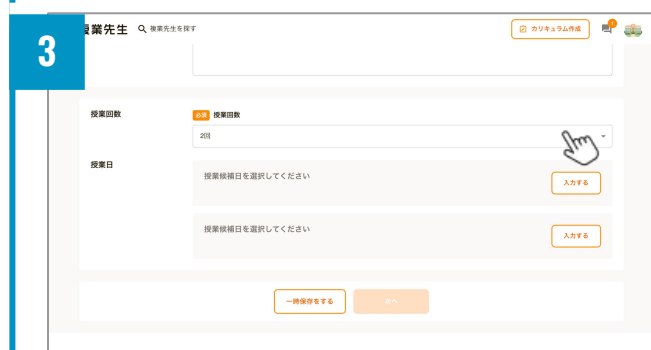 3
複業先生 複業先生を探す カリキュラム作成 1
授業回数 必須 授業回数
2回
授業日
授業候補日を選択してください 入力する
授業候補日を選択してください 入力する
一時保存をする 次へ